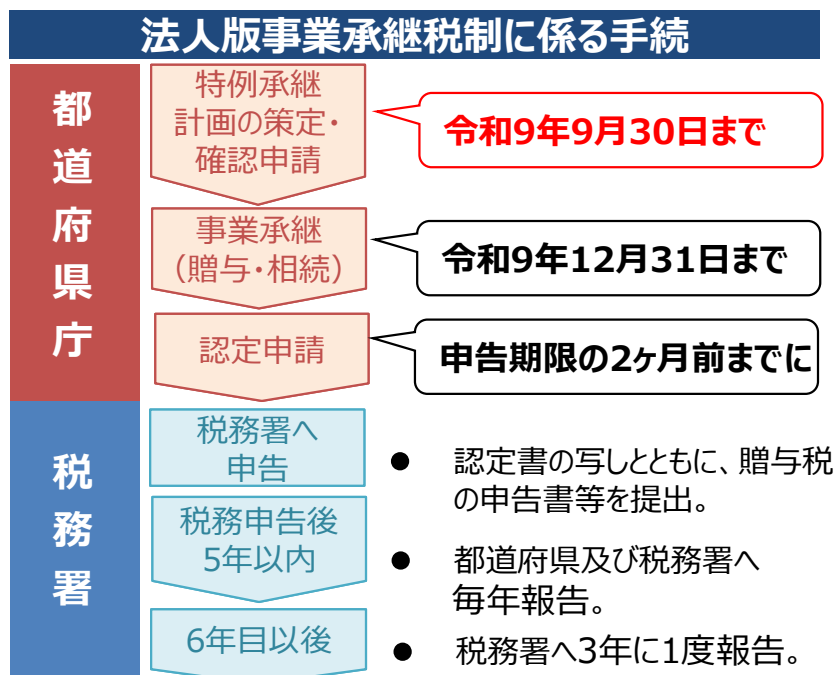 法人版事業承継税制に係る手続
都道府県庁
特例承継
計画の策定・
確認申請
令和9年9月30日まで
事業承継
(贈与・相続)
令和9年12月31日まで
認定申請
申告期限の2ヶ月前までに
税務署
税務署へ
申告
● 認定書の写しとともに、贈与税
の申告書等を提出。
税務申告後
5年以内
● 都道府県及び税務署へ
毎年報告。
6年目以後
● 税務署へ3年に1度報告。